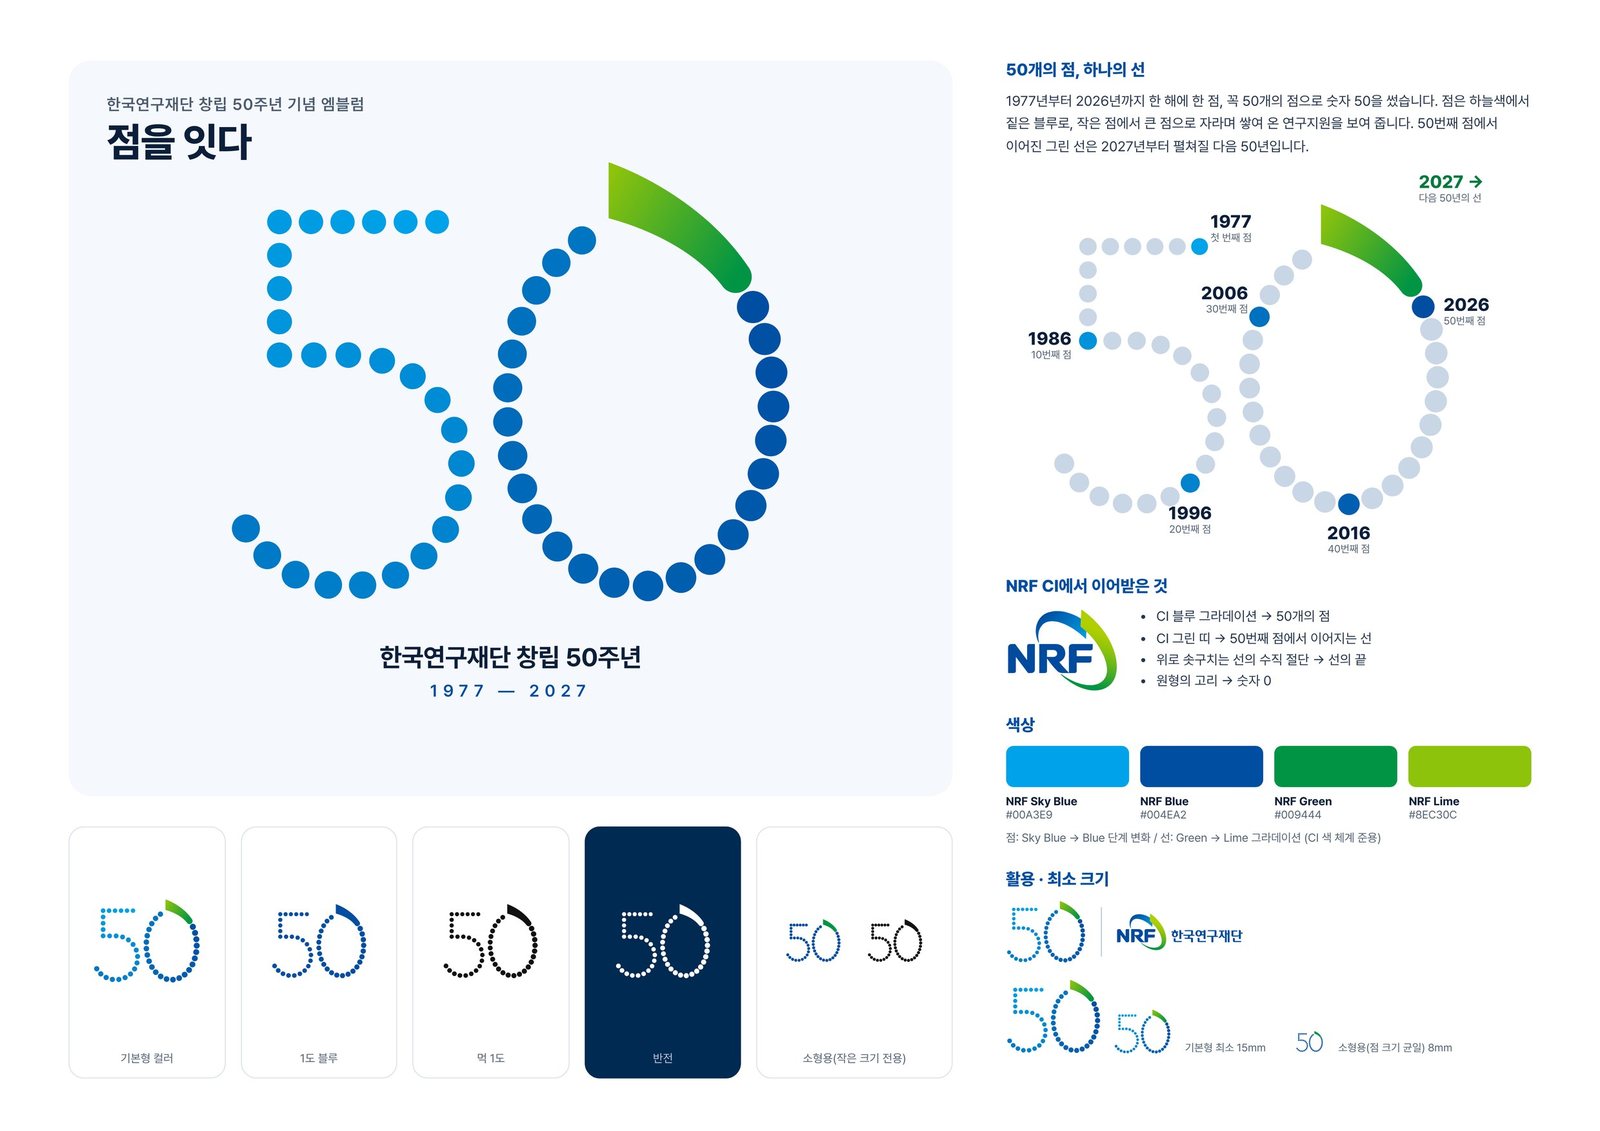 한국연구재단 창립 50주년 기념 엠블럼
점을 잇다
한국연구재단 창립 50주년
1977 — 2027
기본형 컬러
1도 블루
먹 1도
반전
소형용(작은 크기 전용)
50개의 점, 하나의 선
1977년부터 2026년까지 한 해에 한 점, 꼭 50개의 점으로 숫자 50을 썼습니다. 점은 하늘색에서
짙은 블루로, 작은 점에서 큰 점으로 자라며 쌓여 온 연구지원을 보여 줍니다. 50번째 점에서
이어진 그린 선은 2027년부터 펼쳐질 다음 50년입니다.
2027 →
다음 50년의 선
1977
첫 번째 점
2006
30번째 점
2026
50번째 점
1986
10번째 점
1996
20번째 점
2016
40번째 점
NRF CI에서 이어받은 것
NRF
• CI 블루 그라데이션 → 50개의 점
• CI 그린 띠 → 50번째 점에서 이어지는 선
• 위로 솟구치는 선의 수직 절단 → 선의 끝
• 원형의 고리 → 숫자 0
색상
NRF Sky Blue
#00A3E9
NRF Blue
#004EA2
NRF Green
#009444
NRF Lime
#8EC30C
점: Sky Blue → Blue 단계 변화 / 선: Green → Lime 그라데이션 (CI 색 체계 준용)
활용 · 최소 크기
NRF 한국연구재단
기본형 최소 15mm
소형용(점 크기 균일) 8mm